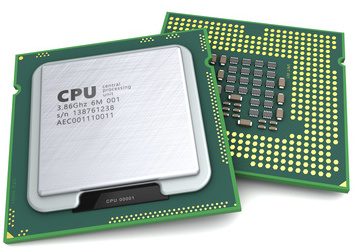 CPU central
processing
unit
3.86Ghz 6M 001
s/n 138761238
AEC001110011
CPU 00001